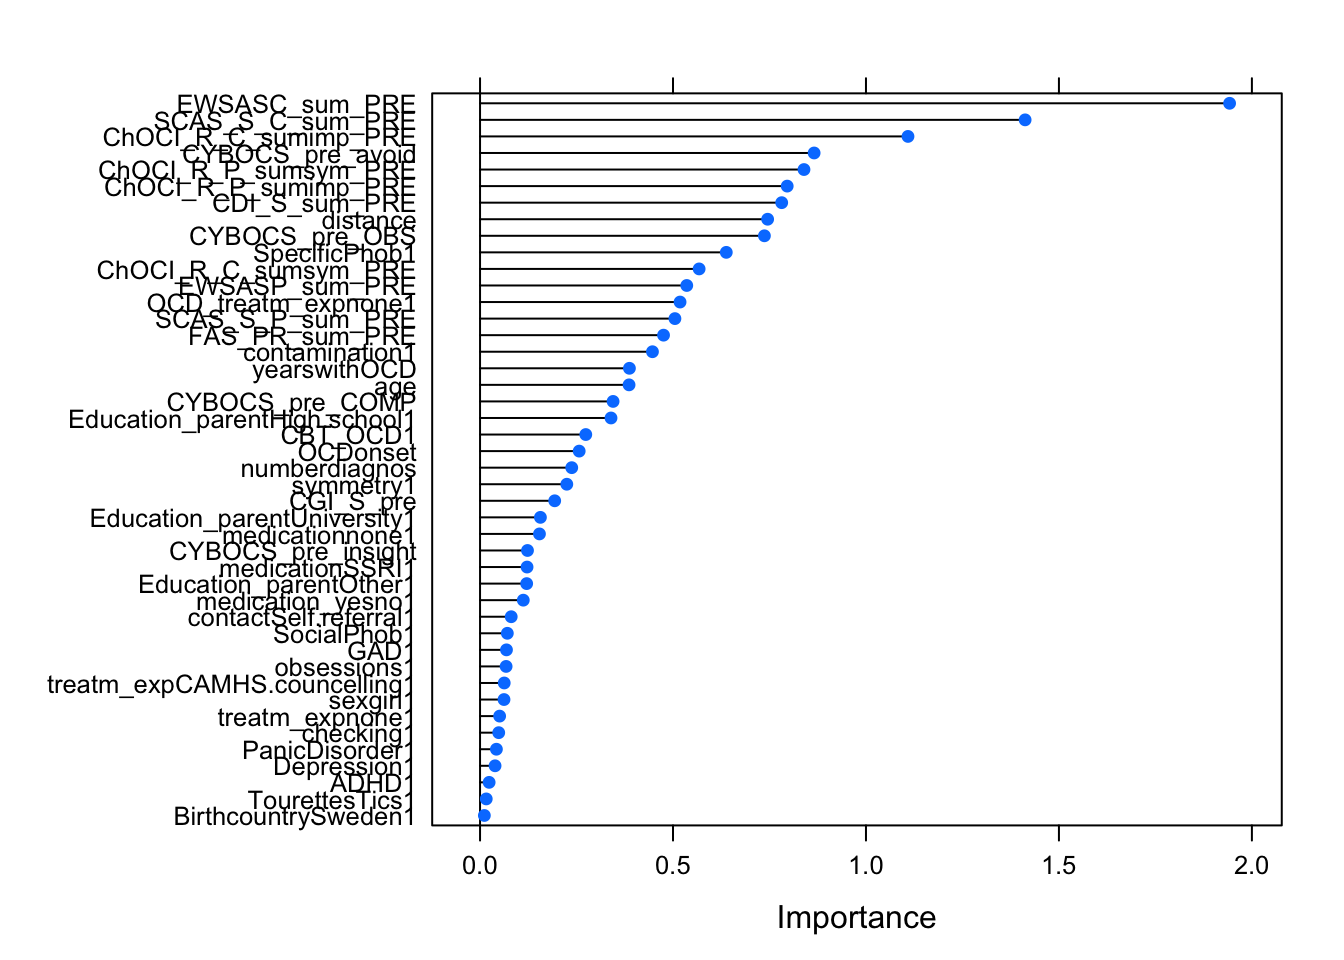 EWSASC_sum_PRE
SCAS_S_C_sum_PRE
ChOCI_R_C_sumimp_PRE
CYBOCS_pre_avoid
ChOCI_R_P_sumsym_PRE
ChOCI_R_P_sumimp_PRE
CDI_S_sum_PRE
distance
CYBOCS_pre_OBS
SpecificPhob1
ChOCI_R_C_sumsym_PRE
EWSASP_sum_PRE
OCD_treatm_expnone1
SCAS_S_P_sum_PRE
FAS_PR_sum_PRE
contamination1
yearswithOCD
age
CYBOCS_pre_COMP
Education_parentHigh.school1
CBT_OCD1
OCDonset
numberdiagnos
symmetry1
CGI_S_pre
Education_parentUniversity1
medicationnone1
CYBOCS_pre_insight
medicationSSRI1
Education_parentOther1
medication_yesno1
contactSelf.referral1
SocialPhob1
GAD1
obsessions1
treatm_expCAMHS.councelling1
sexgirl1
treatm_expnone1
checking1
PanicDisorder1
Depression1
ADHD1
TourettesTics1
BirthcountrySweden1
0.0 0.5 1.0 1.5 2.0
Importance